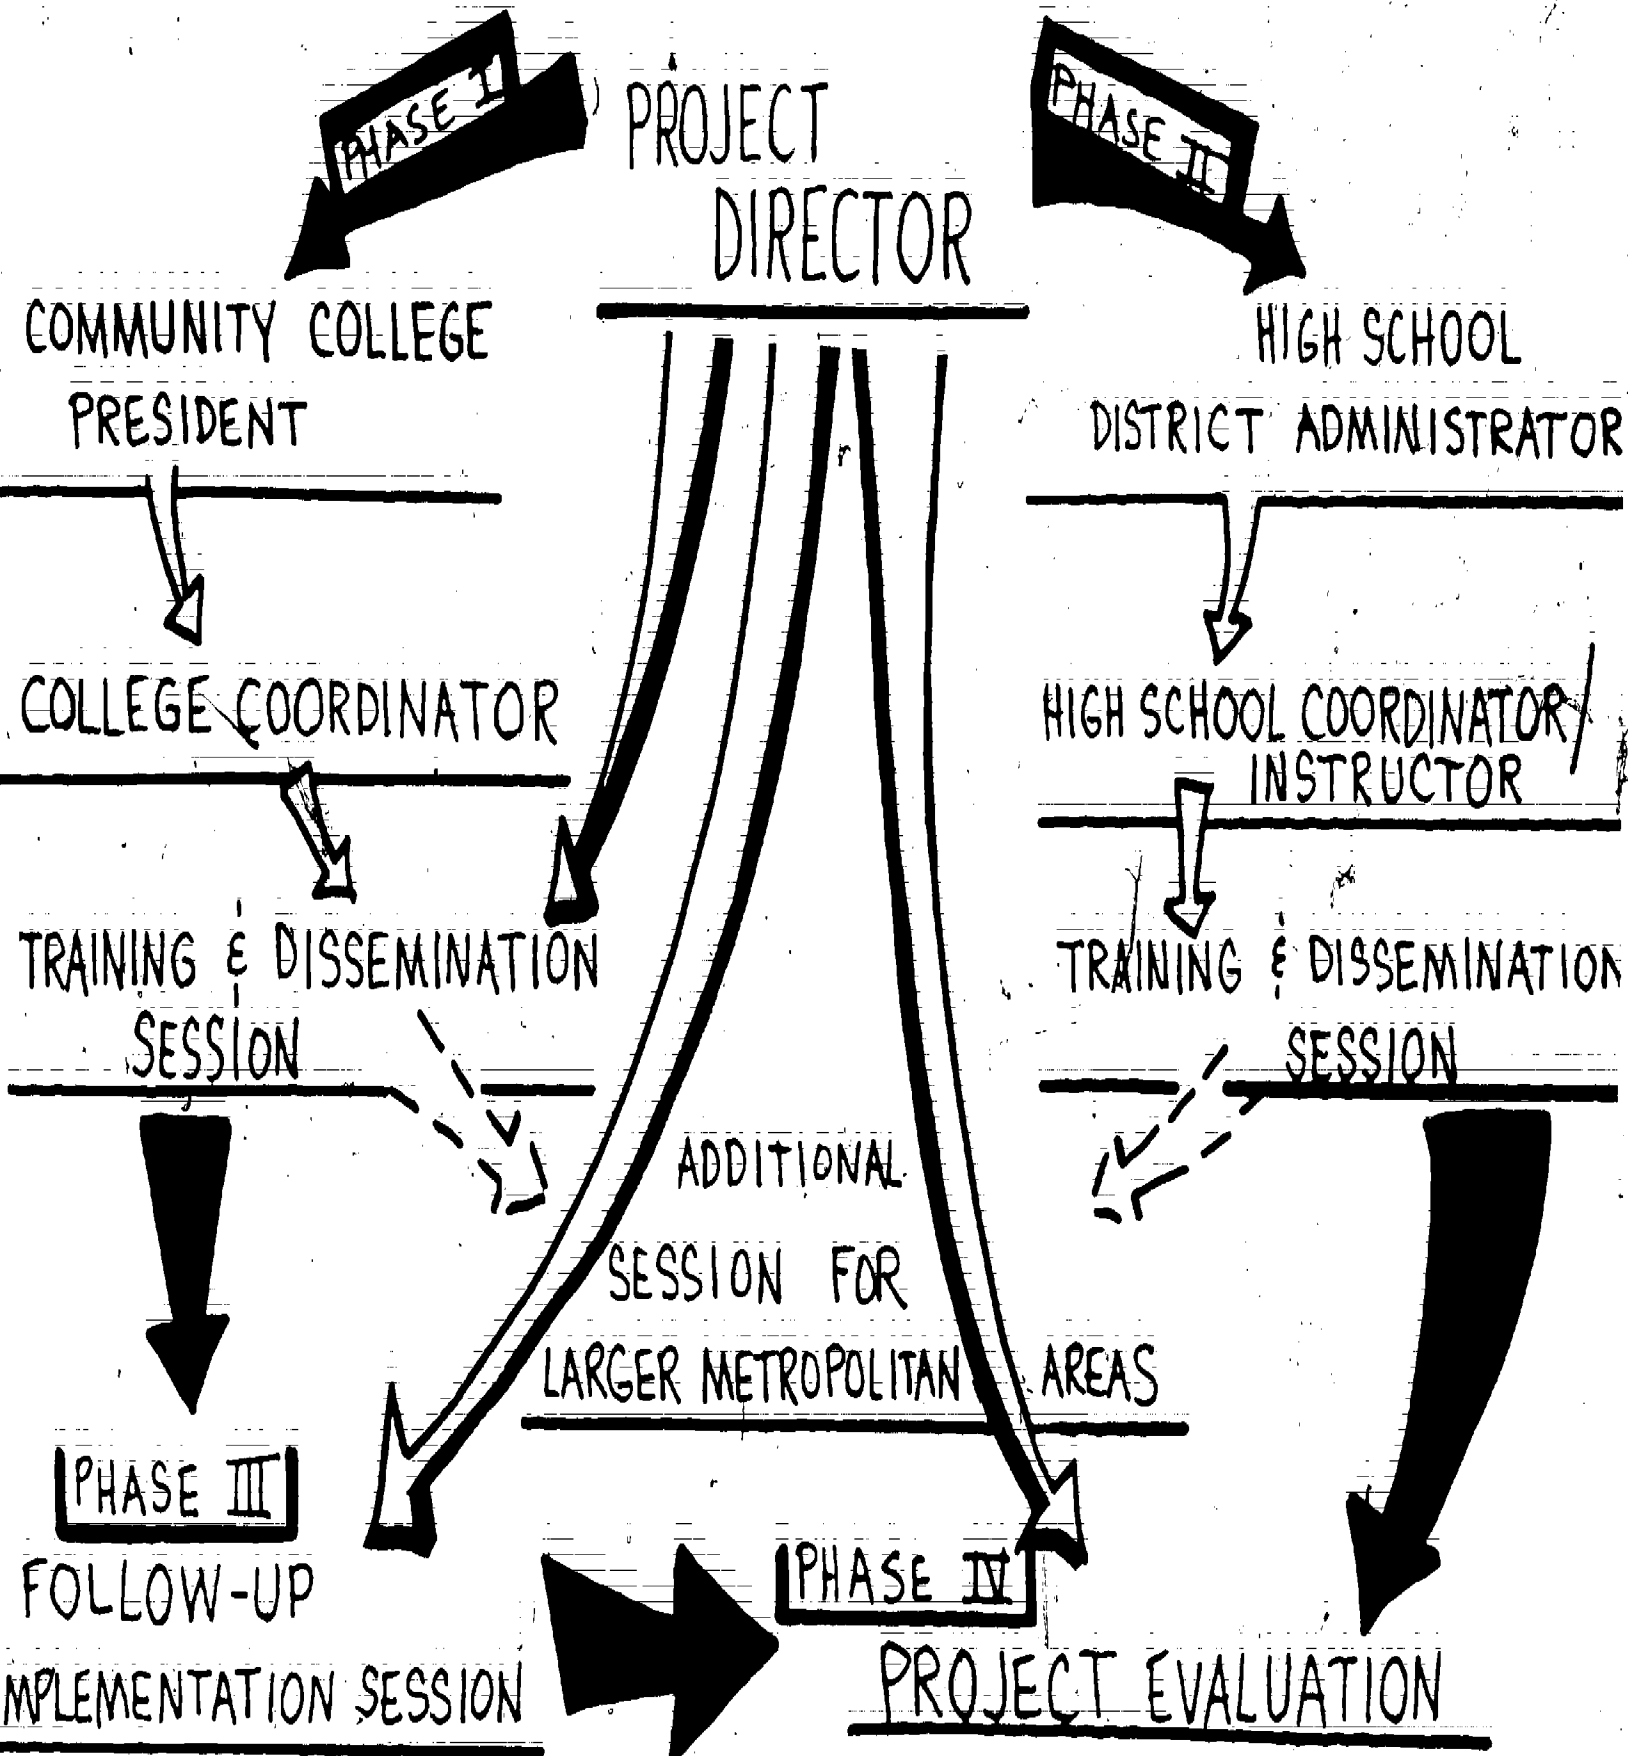 PHASE I
PROJECT
DIRECTOR
PHASE II
COMMUNITY COLLEGE
PRESIDENT
HIGH SCHOOL
DISTRICT ADMINISTRATOR
COLLEGE COORDINATOR
HIGH SCHOOL COORDINATOR/
INSTRUCTOR
TRAINING & DISSEMINATION
SESSION
TRAINING & DISSEMINATION
SESSION
ADDITIONAL
SESSION FOR
LARGER METROPOLITAN AREAS
PHASE III
FOLLOW-UP
MPLEMENTATION SESSION
PHASE IV
PROJECT EVALUATION